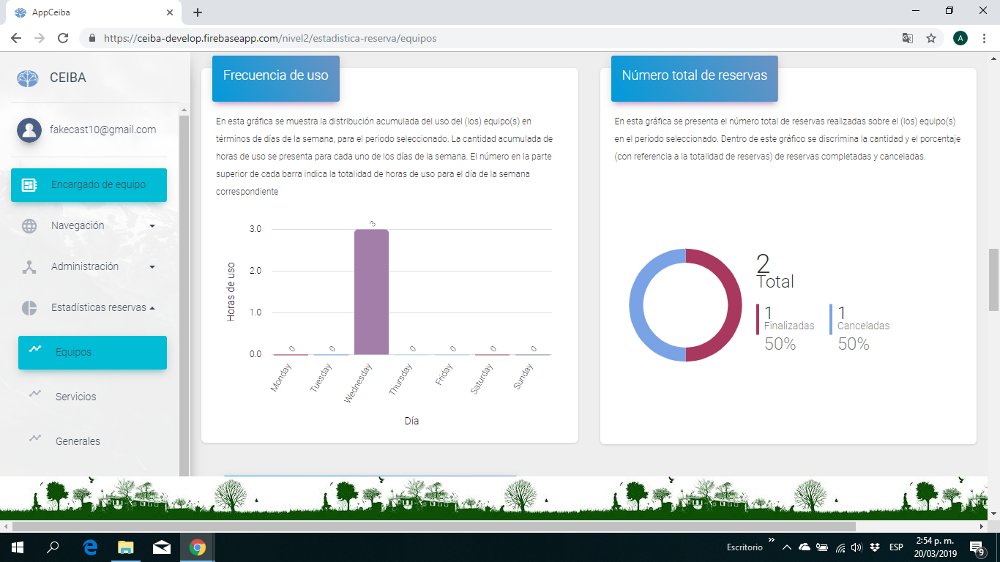 AppCeiba
https://ceiba-develop.firebaseapp.com/nivel2/estadistica-reserva/equipos
A
CEIBA
fakecast10@gmail.com
Encargado de equipo
Navegación
Administración
Estadísticas reservas
Equipos
Servicios
Generales
Frecuencia de uso
En esta gráfica se muestra la distribución acumulada del uso del (los) equipo(s) en
términos de días de la semana, para el periodo seleccionado. La cantidad acumulada de
horas de uso se presenta para cada uno de los días de la semana. El número en la parte
superior de cada barra indica la totalidad de horas de uso para el día de la semana
correspondiente
Horas de uso
3.0
2.0
1.0
0.0
0
0
3
0
0
0
0
Monday
Tuesday
Wednesday
Thursday
Friday
Saturday
Sunday
Día
Número total de reservas
En esta gráfica se presenta el número total de reservas realizadas sobre el (los) equipo(s)
en el periodo seleccionado. Dentro de este gráfico se discrimina la cantidad y el porcentaje
(con referencia a la totalidad de reservas) de reservas completadas y canceladas.
2
Total
1
Finalizadas
50%
1
Canceladas
50%
Escritorio
ESP
2:54 p. m.
20/03/2019
9